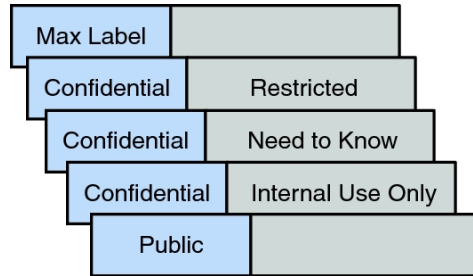 Max Label
Confidential Restricted
Confidential Need to Know
Confidential Internal Use Only
Public